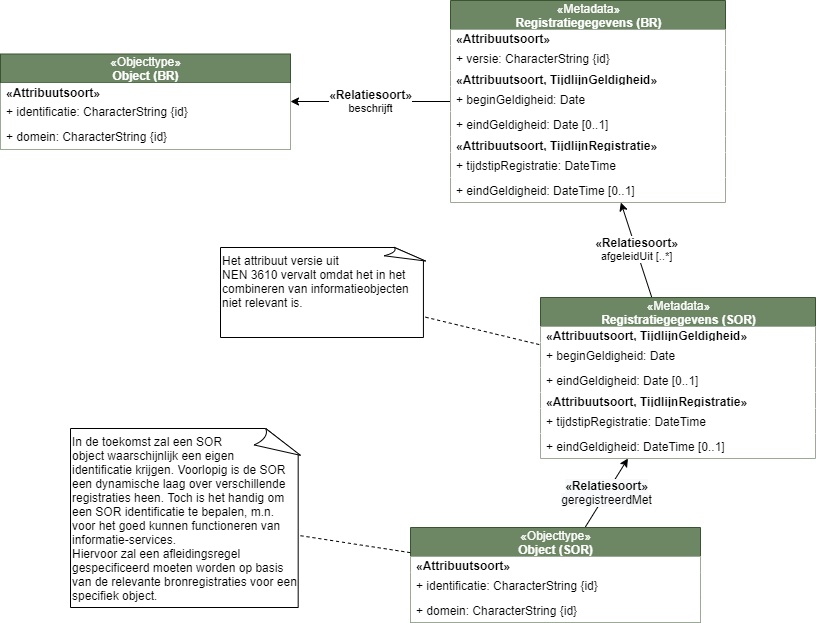 «Metadata»
Registratiegegevens (BR)
«Attribuutsoort»
+ versie: CharacterString {id}
«Attribuutsoort, TijdlijnGeldigheid»
+ beginGeldigheid: Date
+ eindGeldigheid: Date [0..1]
«Attribuutsoort, TijdlijnRegistratie»
+ tijdstipRegistratie: DateTime
+ eindGeldigheid: DateTime [0..1]
«Objecttype»
Object (BR)
«Attribuutsoort»
+ identificatie: CharacterString {id}
+ domein: CharacterString {id}
«Relatiesoort»
beschrijft
«Relatiesoort»
afgeleidUit [..*]
Het attribuut versie uit
NEN 3610 vervalt omdat het in het
combineren van informatieobjecten
niet relevant is.
«Metadata»
Registratiegegevens (SOR)
«Attribuutsoort, TijdlijnGeldigheid»
+ beginGeldigheid: Date
+ eindGeldigheid: Date [0..1]
«Attribuutsoort, TijdlijnRegistratie»
+ tijdstipRegistratie: DateTime
+ eindGeldigheid: DateTime [0..1]
In de toekomst zal een SOR
object waarschijnlijk een eigen
identificatie krijgen. Voorlopig is de SOR
een dynamische laag over verschillende
registraties heen. Toch is het handig om
een SOR identificatie te bepalen, m.n.
voor het goed kunnen functioneren van
informatie-services.
Hiervoor zal een afleidingsregel
gespecificeerd moeten worden op basis
van de relevante bronregistraties voor een
specifiek object.
«Relatiesoort»
geregistreerdMet
«Objecttype»
Object (SOR)
«Attribuutsoort»
+ identificatie: CharacterString {id}
+ domein: CharacterString {id}